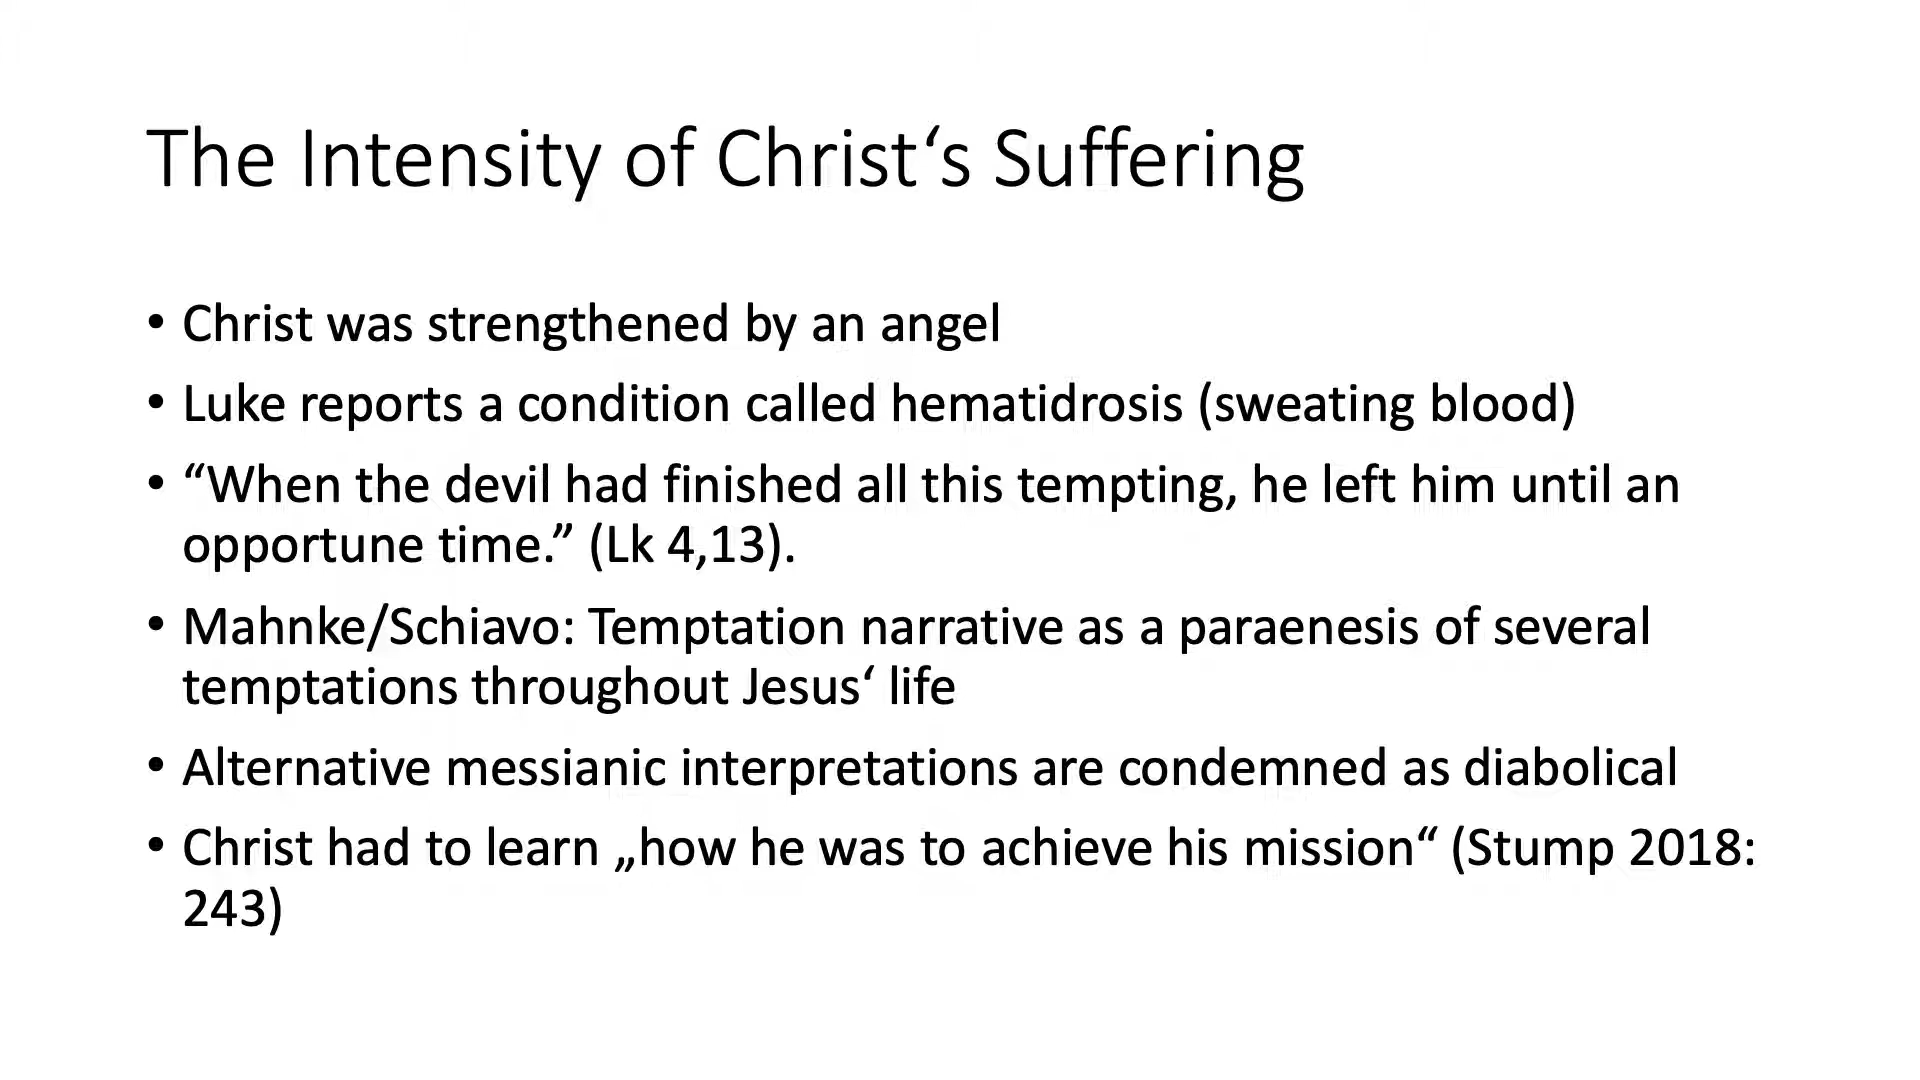 The Intensity of Christ‘s Suffering
• Christ was strengthened by an angel
• Luke reports a condition called hematidrosis (sweating blood)
• “When the devil had finished all this tempting, he left him until an
opportune time.” (Lk 4,13).
• Mahnke/Schiavo: Temptation narrative as a paraenesis of several
temptations throughout Jesus‘ life
• Alternative messianic interpretations are condemned as diabolical
• Christ had to learn „how he was to achieve his mission“ (Stump 2018:
243)